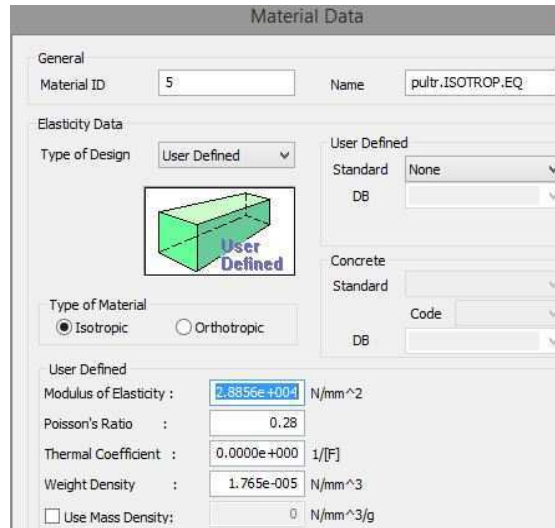 Material Data
General
Material ID 5 Name pultr.ISOTROP.EQ
Elasticity Data
Type of Design User Defined
User Defined
Standard None
DB
User
Defined
Concrete
Standard
Code
DB
Type of Material
Isotropic Orthotropic
User Defined
Modulus of Elasticity : 2.8856e+004 N/mm^2
Poisson's Ratio : 0.28
Thermal Coefficient : 0.0000e+000 1/[F]
Weight Density : 1.765e-005 N/mm^3
Use Mass Density: 0 N/mm^3/g